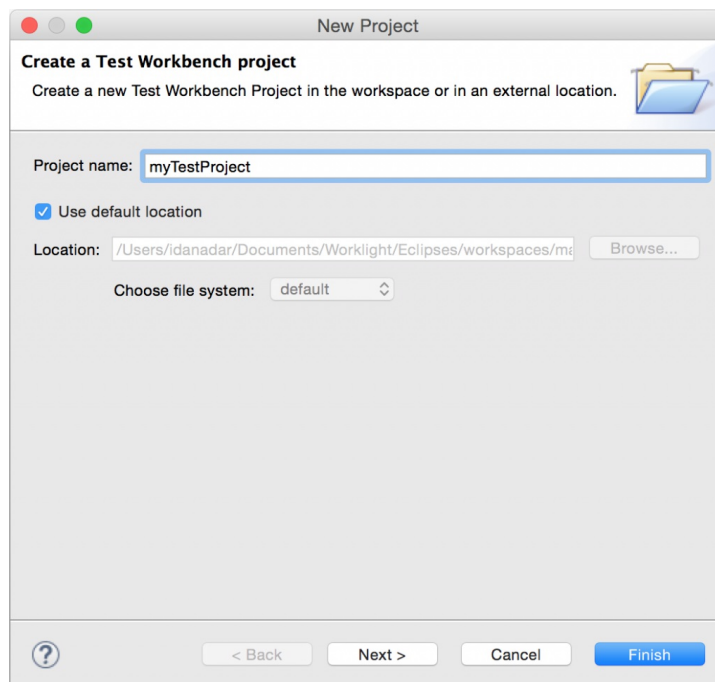 New Project
Create a Test Workbench project
Create a new Test Workbench Project in the workspace or in an external location.
Project name: myTestProject
Use default location
Location: /Users/idanadar/Documents/Worklight/Eclipses/workspaces/ma Browse...
Choose file system: default
? < Back Next > Cancel Finish